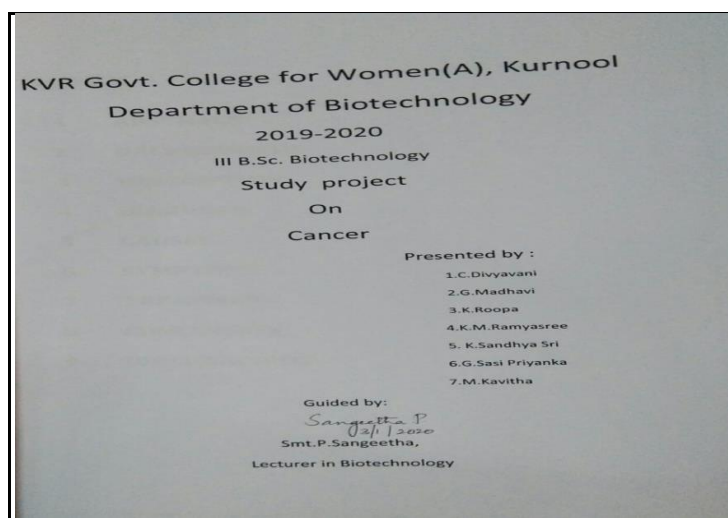 KVR Govt. College for Women(A), Kurnool
Department of Biotechnology
2019-2020
III B.Sc. Biotechnology
Study project
On
Cancer
Presented by :
1.C.Divyavani
2.G.Madhavi
3.K.Roopa
4.K.M.Ramyasree
5. K.Sandhya Sri
6.G.Sasi Priyanka
7.M.Kavitha
Guided by:
Sangeetha P
3/1/2020
Smt.P.Sangeetha,
Lecturer in Biotechnology